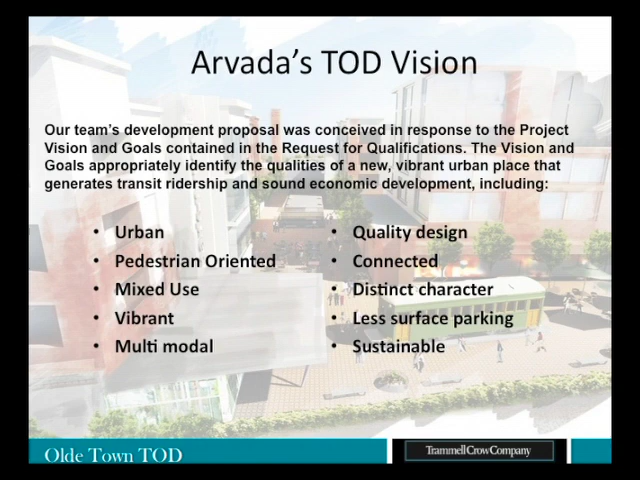 Arvada’s TOD Vision
Our team’s development proposal was conceived in response to the Project
Vision and Goals contained in the Request for Qualifications. The Vision and
Goals appropriately identify the qualities of a new, vibrant urban place that
generates transit ridership and sound economic development, including:
• Urban
• Pedestrian Oriented
• Mixed Use
• Vibrant
• Multi modal
• Quality design
• Connected
• Distinct character
• Less surface parking
• Sustainable
Olde Town TOD
TrammellCrowCompany